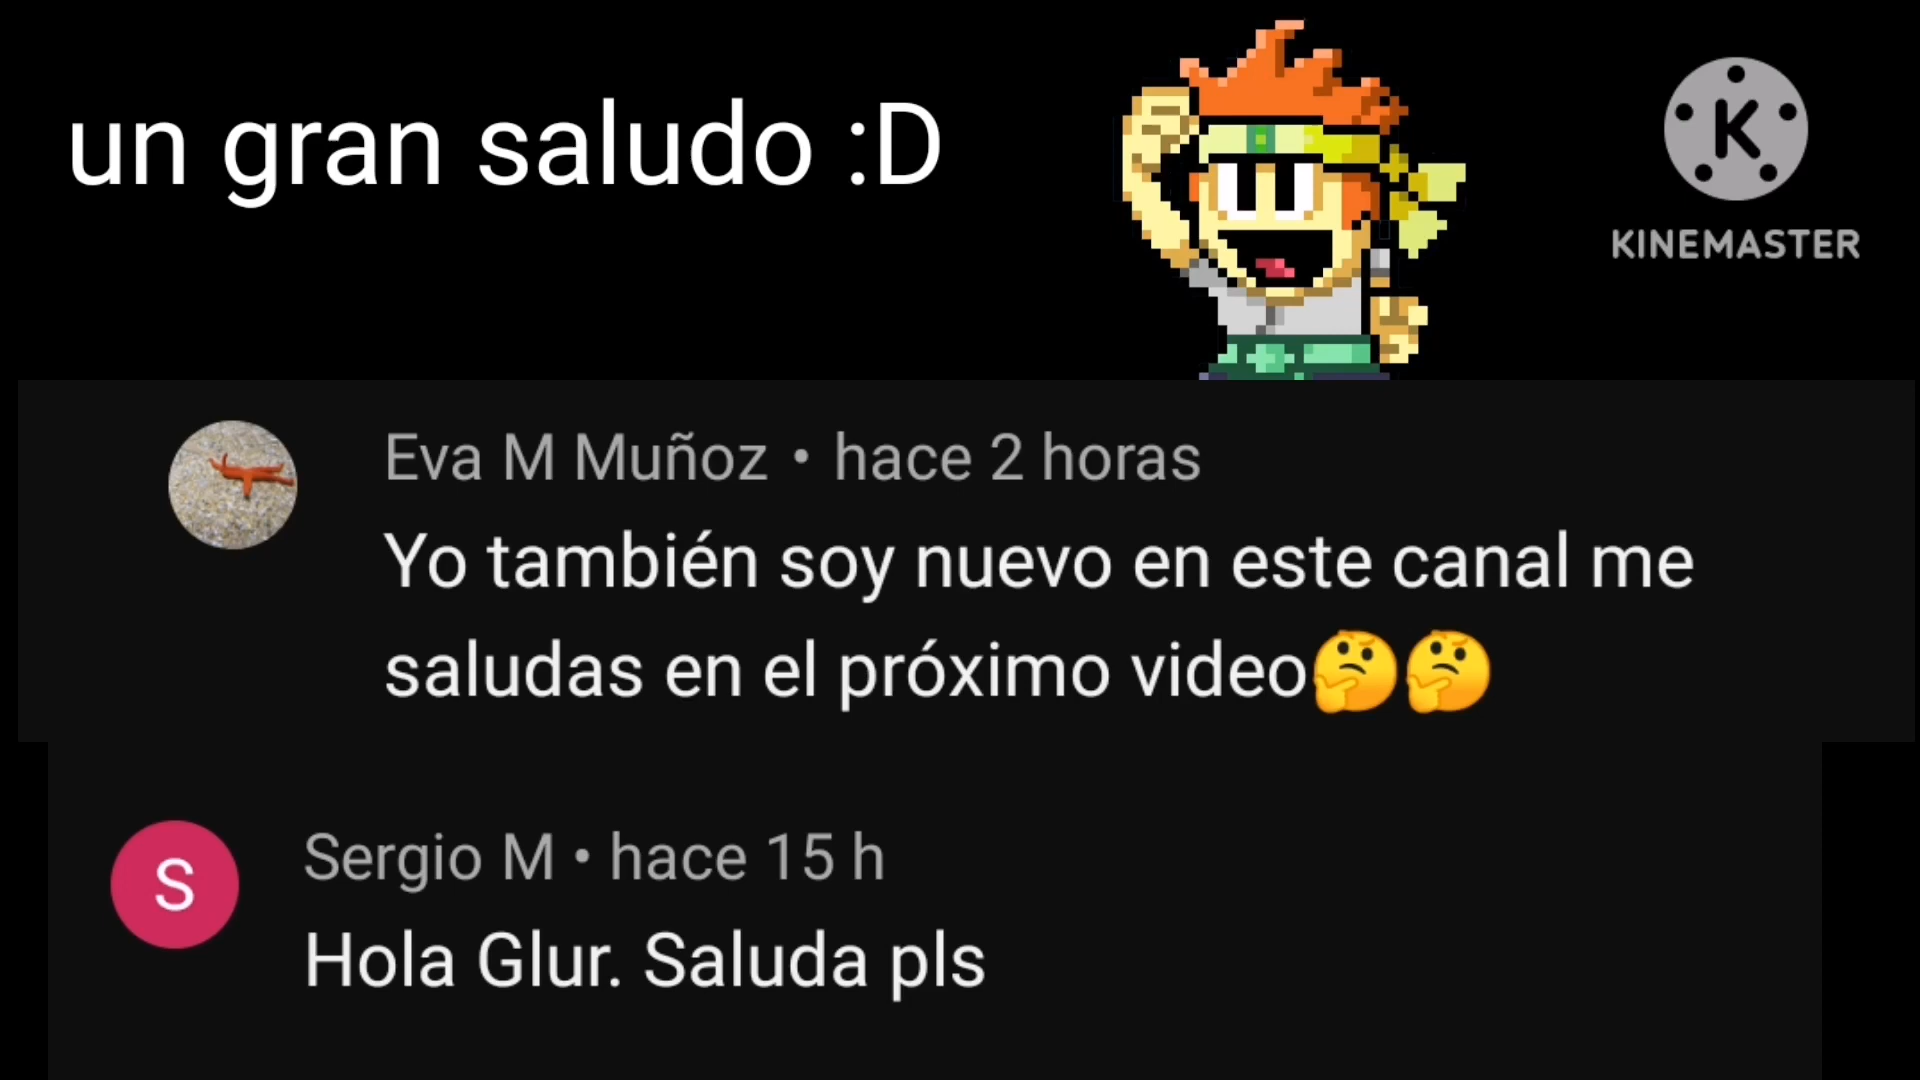 un gran saludo :D
K
KINEMASTER
Eva M Muñoz • hace 2 horas
Yo también soy nuevo en este canal me
saludas en el próximo video🤔🤔
S
Sergio M • hace 15 h
Hola Glur. Saluda pls